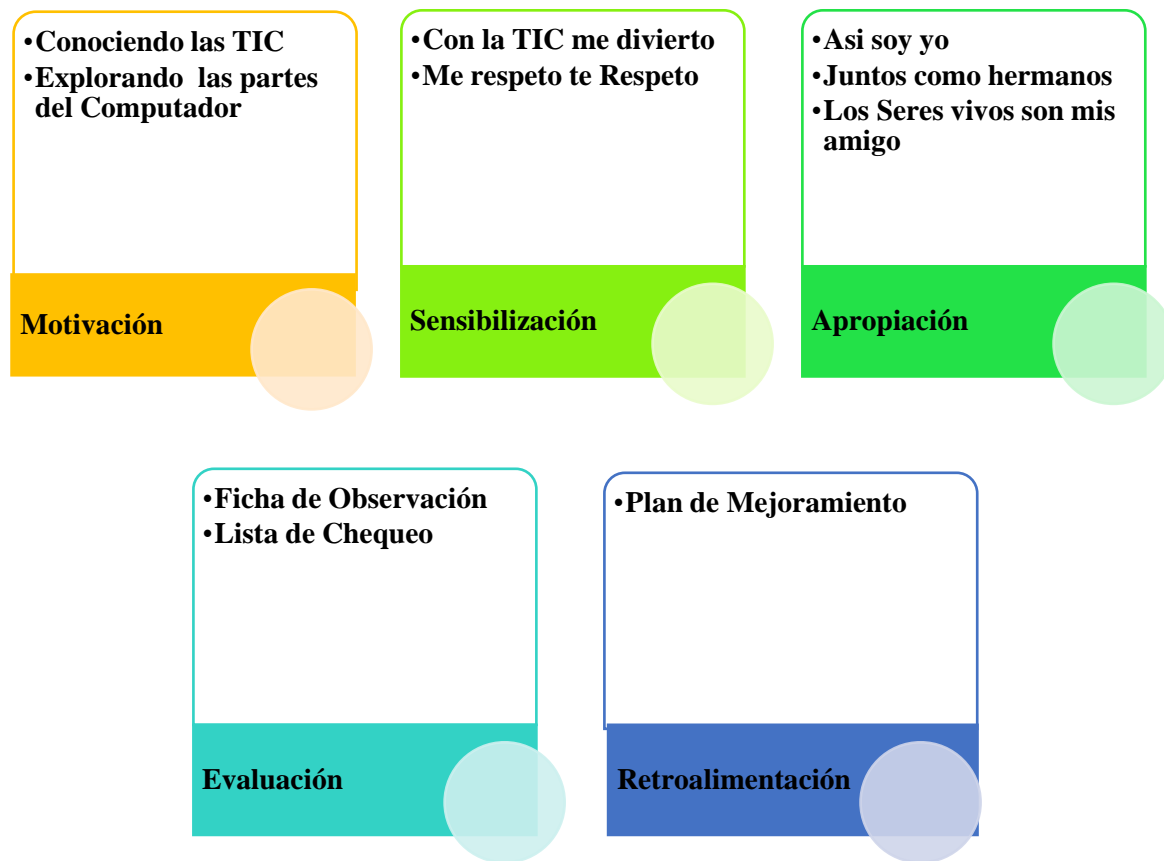 •Conociendo las TIC
•Explorando las partes
del Computador
Motivación
•Con la TIC me divierto
•Me respeto te Respeto
Sensibilización
•Asi soy yo
•Juntos como hermanos
•Los Seres vivos son mis
amigo
Apropiación
•Ficha de Observación
•Lista de Chequeo
Evaluación
•Plan de Mejoramiento
Retroalimentación